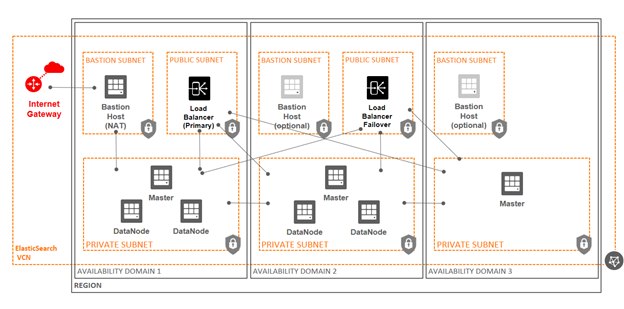 BASTION SUBNET
PUBLIC SUBNET
BASTION SUBNET
PUBLIC SUBNET
BASTION SUBNET
Internet
Gateway
Bastion
Host
(NAT)
Load
Balancer
(Primary)
Bastion
Host
(optional)
Load
Balancer
Failover
Bastion
Host
(optional)
Master
DataNode
DataNode
PRIVATE SUBNET
Master
DataNode
DataNode
PRIVATE SUBNET
Master
PRIVATE SUBNET
ElasticSearch
VCN
AVAILABILITY DOMAIN 1
AVAILABILITY DOMAIN 2
AVAILABILITY DOMAIN 3
REGION